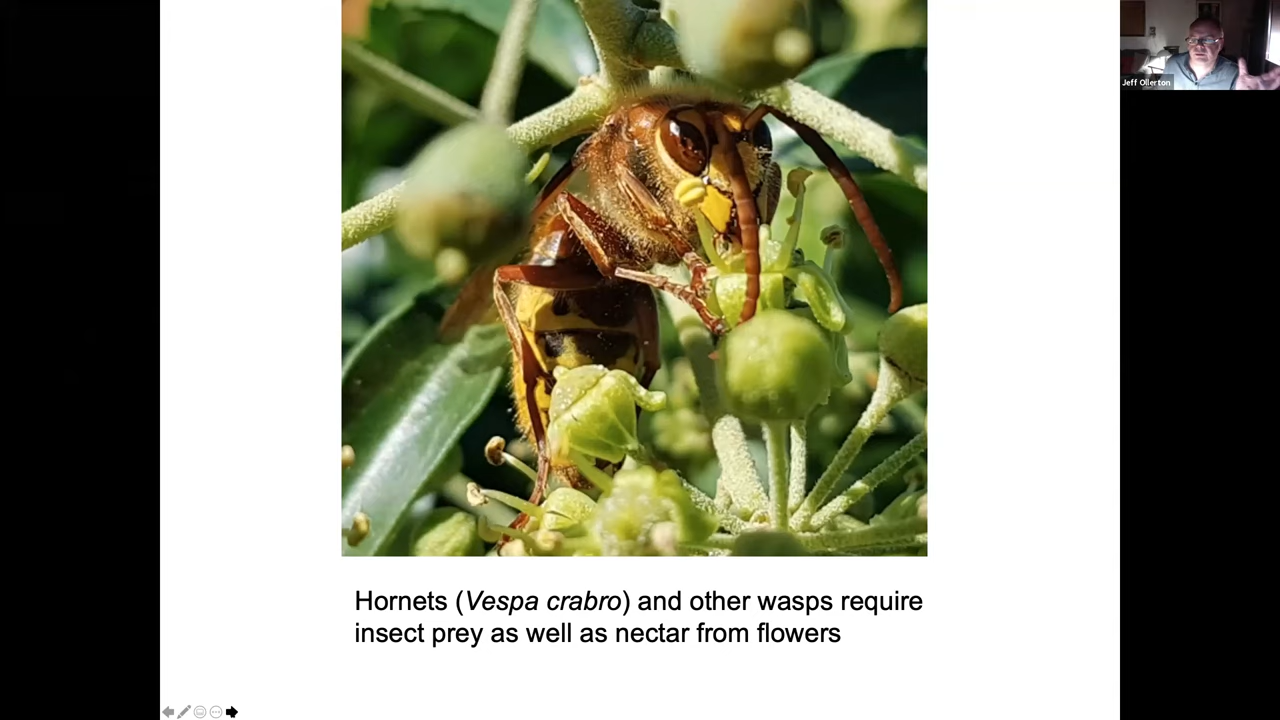 Jeff Ollerton
Hornets (Vespa crabro) and other wasps require
insect prey as well as nectar from flowers